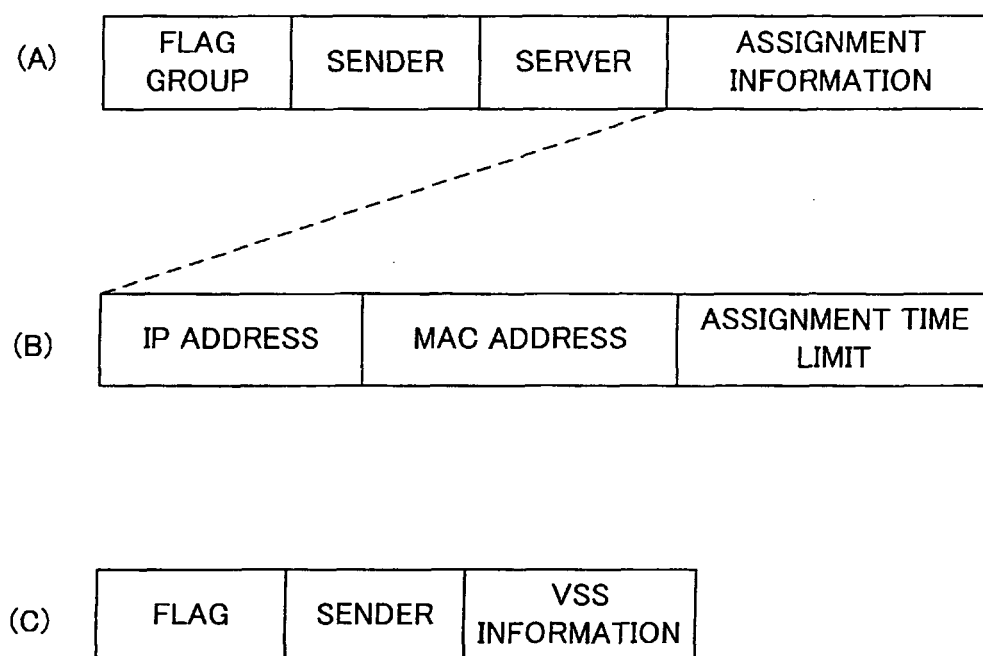 (A)
FLAG
GROUP
SENDER
SERVER
ASSIGNMENT
INFORMATION
(B)
IP ADDRESS
MAC ADDRESS
ASSIGNMENT TIME
LIMIT
(C)
FLAG
SENDER
VSS
INFORMATION